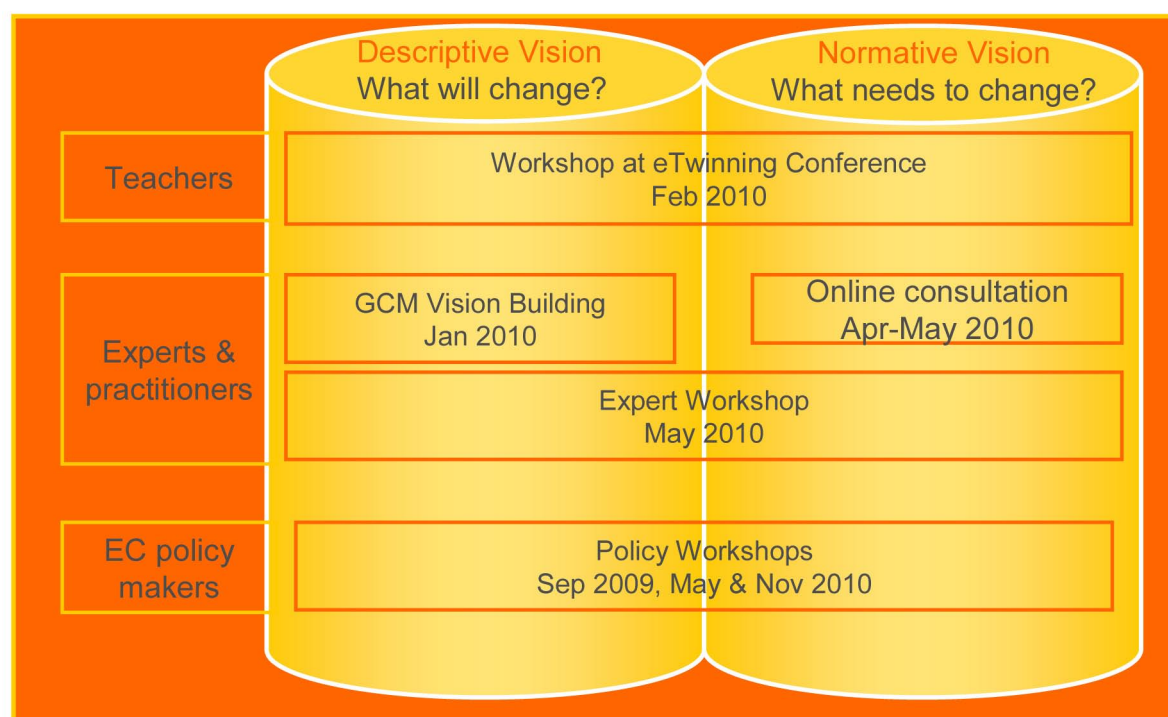 Descriptive Vision
What will change?
Normative Vision
What needs to change?
Teachers
Workshop at eTwinning Conference
Feb 2010
Experts &
practitioners
GCM Vision Building
Jan 2010
Online consultation
Apr-May 2010
Expert Workshop
May 2010
EC policy
makers
Policy Workshops
Sep 2009, May & Nov 2010